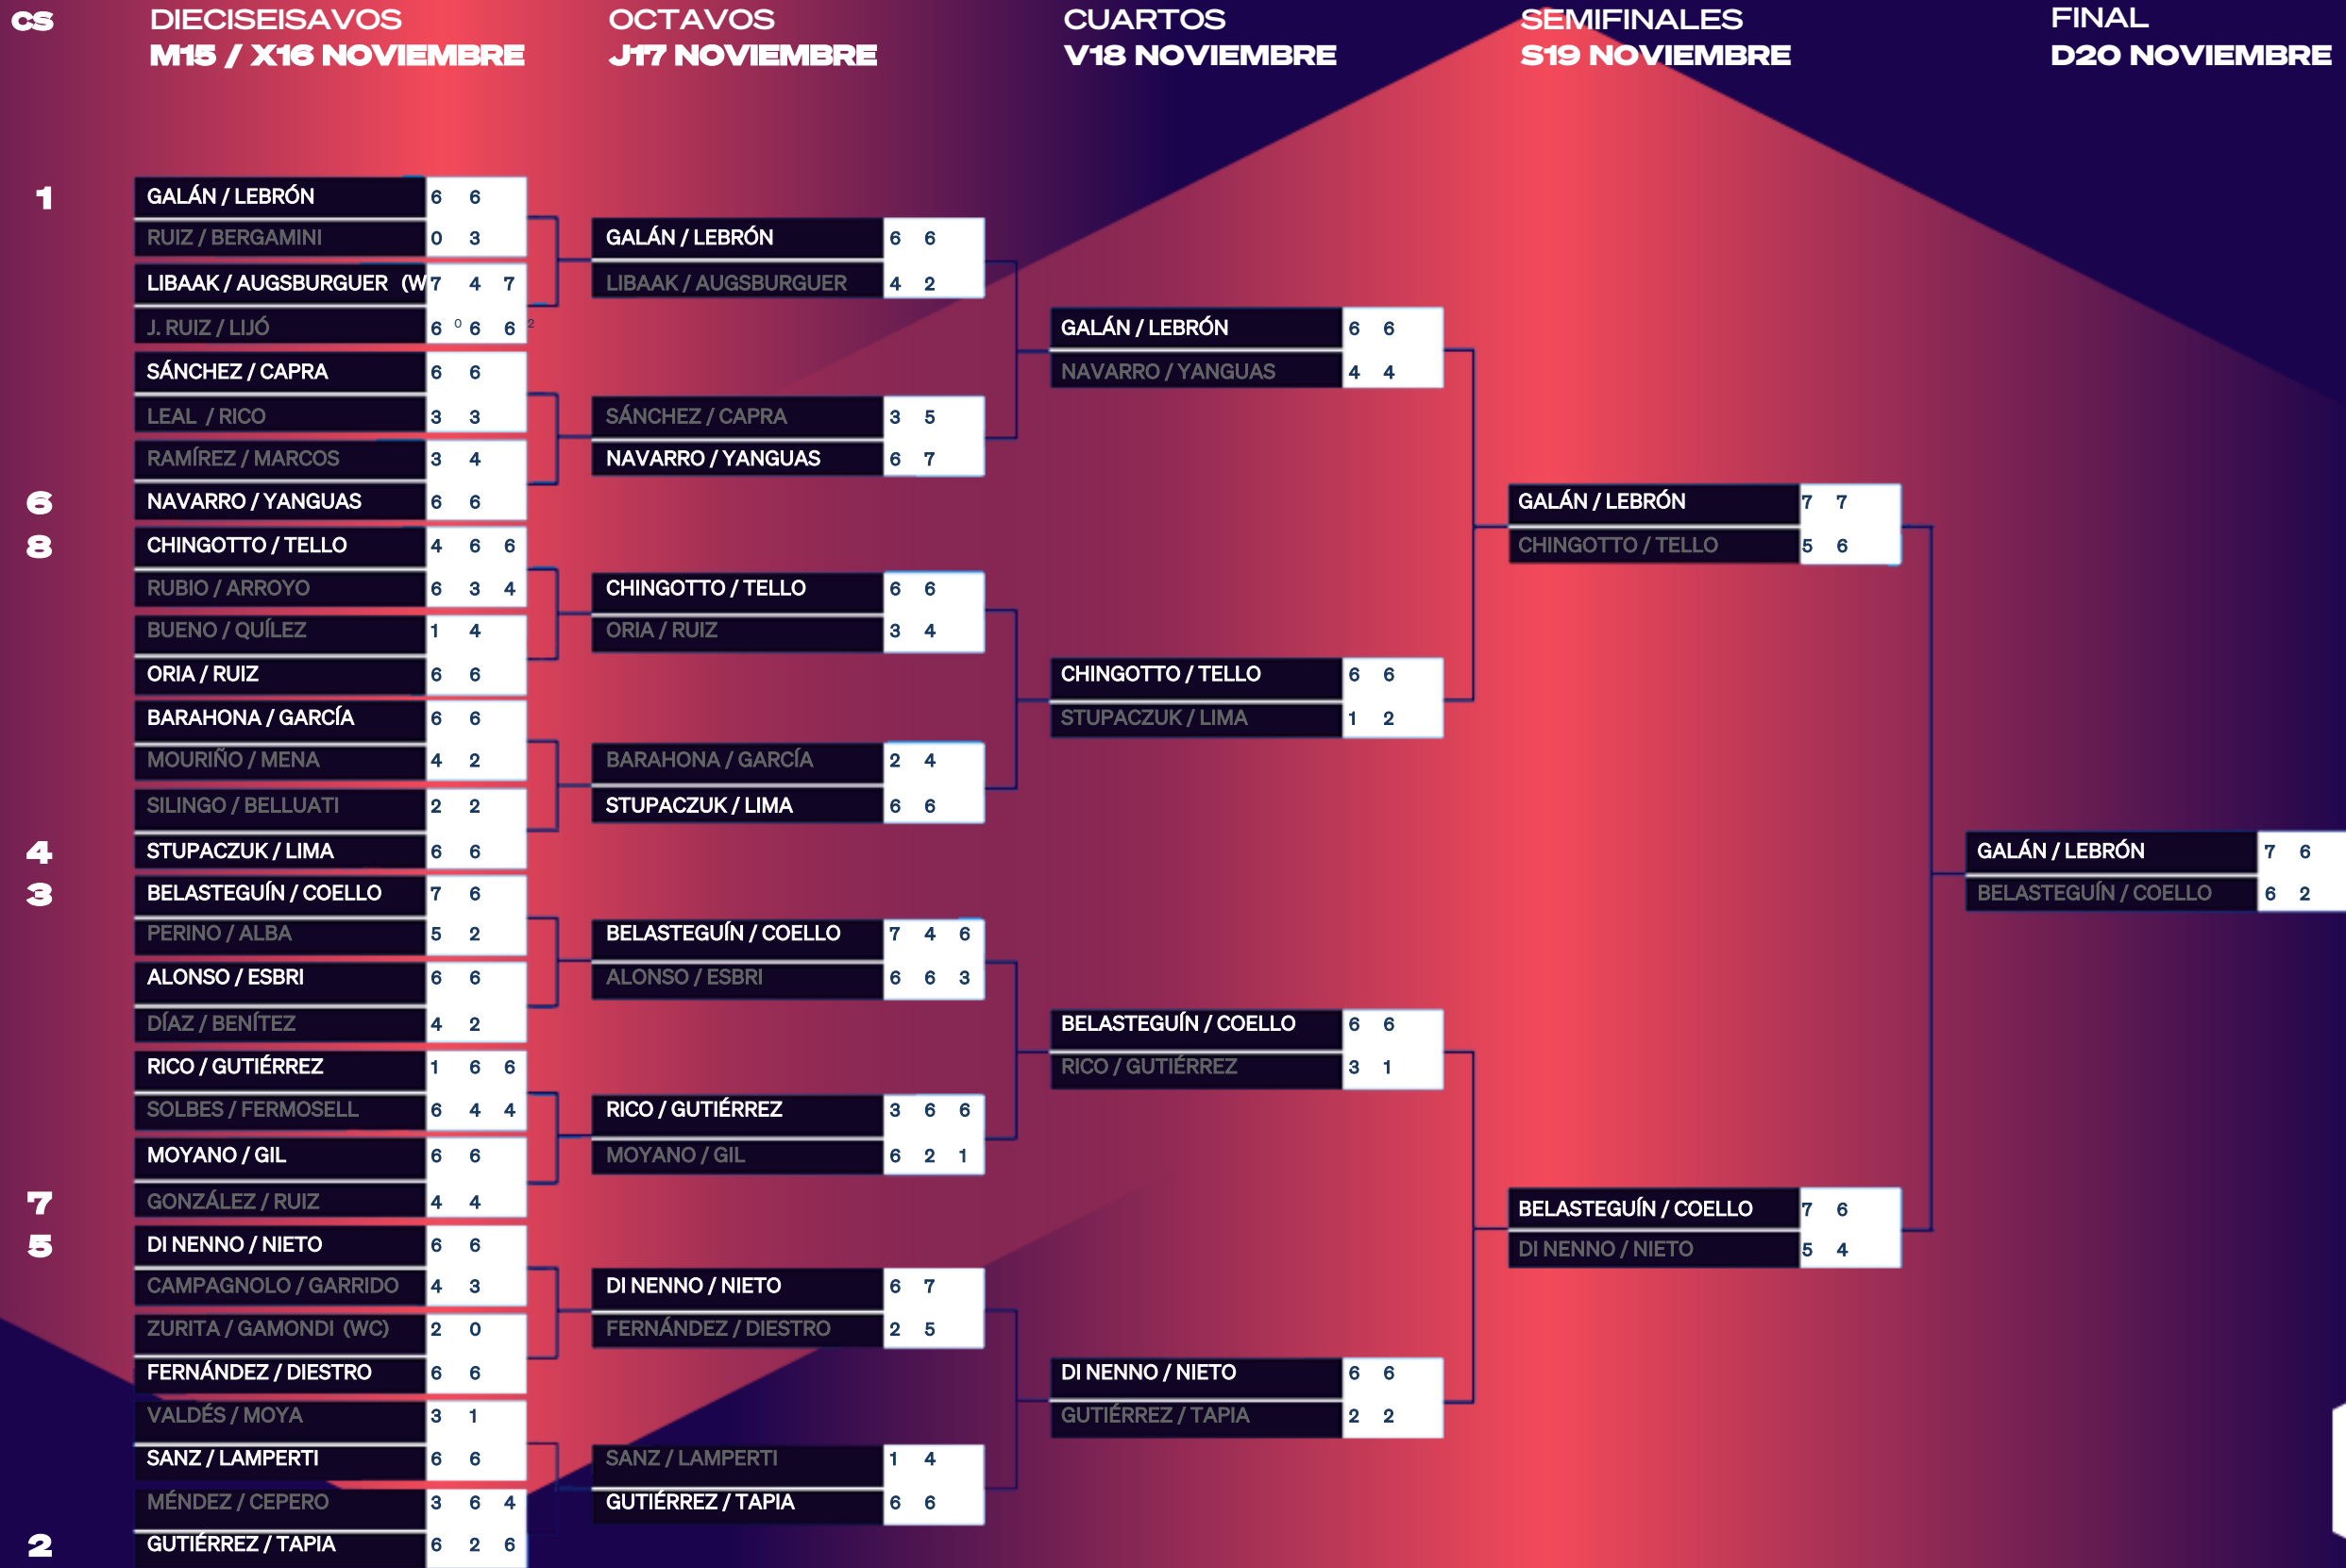 CS
DIECISEISAVOS
M15 / X16 NOVIEMBRE
OCTAVOS
J17 NOVIEMBRE
CUARTOS
V18 NOVIEMBRE
SEMIFINALES
S19 NOVIEMBRE
FINAL
D20 NOVIEMBRE
1
GALÁN / LEBRÓN 6 6
RUIZ / BERGAMINI 0 3
LIBAAK / AUGSBURGUER (W 7 4 7
J. RUIZ / LIJÓ 6 0 6 6 2
SÁNCHEZ / CAPRA 6 6
LEAL / RICO 3 3
RAMÍREZ / MARCOS 3 4
6
NAVARRO / YANGUAS 6 6
8
CHINGOTTO / TELLO 4 6 6
RUBIO / ARROYO 6 3 4
BUENO / QUÍLEZ 1 4
ORIA / RUIZ 6 6
BARAHONA / GARCÍA 6 6
MOURIÑO / MENA 4 2
SILINGO / BELLUATI 2 2
4
STUPACZUK / LIMA 6 6
3
BELASTEGUÍN / COELLO 7 6
PERINO / ALBA 5 2
ALONSO / ESBRI 6 6
DÍAZ / BENÍTEZ 4 2
RICO / GUTIÉRREZ 1 6 6
SOLBES / FERMOSELL 6 4 4
MOYANO / GIL 6 6
7
GONZÁLEZ / RUIZ 4 4
5
DI NENNO / NIETO 6 6
CAMPAGNOLO / GARRIDO 4 3
ZURITA / GAMONDI (WC) 2 0
FERNÁNDEZ / DIESTRO 6 6
VALDÉS / MOYA 3 1
SANZ / LAMPERTI 6 6
MÉNDEZ / CEPERO 3 6 4
2
GUTIÉRREZ / TAPIA 6 2 6
GALÁN / LEBRÓN 6 6
LIBAAK / AUGSBURGUER 4 2
SÁNCHEZ / CAPRA 3 5
NAVARRO / YANGUAS 6 7
CHINGOTTO / TELLO 6 6
ORIA / RUIZ 3 4
BARAHONA / GARCÍA 2 4
STUPACZUK / LIMA 6 6
BELASTEGUÍN / COELLO 7 4 6
ALONSO / ESBRI 6 6 3
RICO / GUTIÉRREZ 3 6 6
MOYANO / GIL 6 2 1
DI NENNO / NIETO 6 7
FERNÁNDEZ / DIESTRO 2 5
SANZ / LAMPERTI 1 4
GUTIÉRREZ / TAPIA 6 6
GALÁN / LEBRÓN 6 6
NAVARRO / YANGUAS 4 4
CHINGOTTO / TELLO 6 6
STUPACZUK / LIMA 1 2
BELASTEGUÍN / COELLO 6 6
RICO / GUTIÉRREZ 3 1
DI NENNO / NIETO 6 6
GUTIÉRREZ / TAPIA 2 2
GALÁN / LEBRÓN 7 7
CHINGOTTO / TELLO 5 6
BELASTEGUÍN / COELLO 7 6
DI NENNO / NIETO 5 4
GALÁN / LEBRÓN 7 6
BELASTEGUÍN / COELLO 6 2